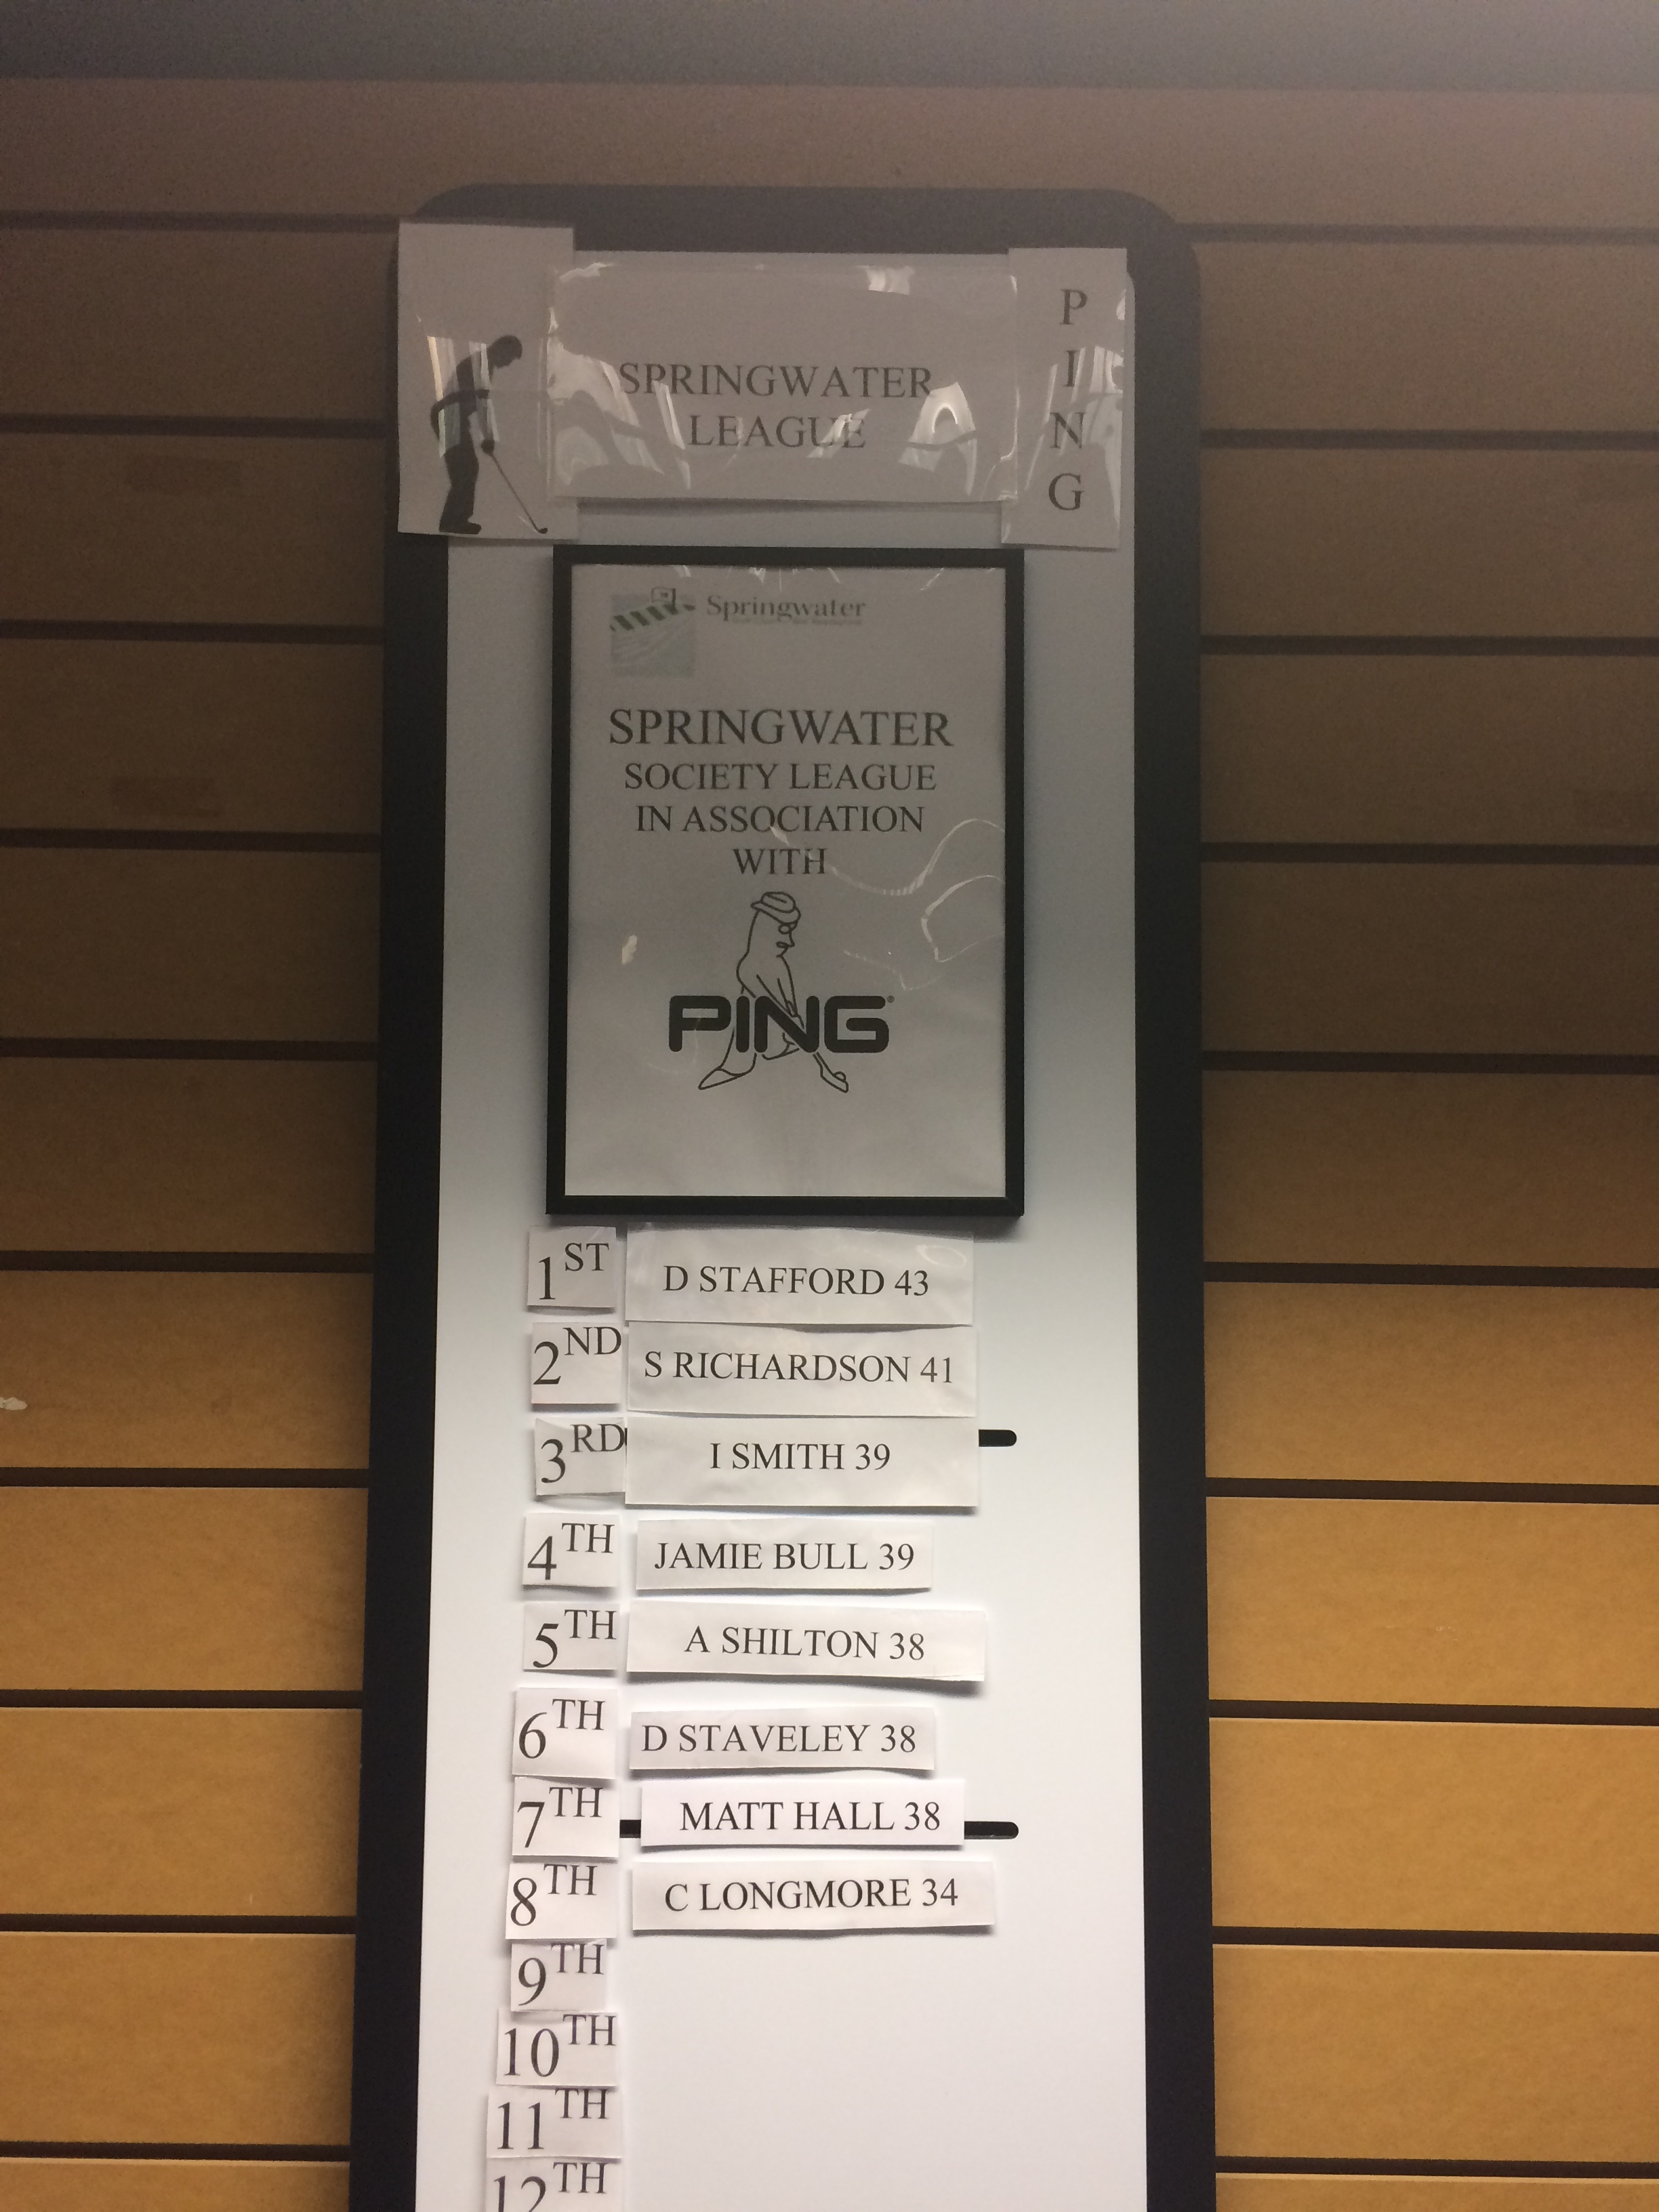 SPRINGWATER
LEAGUE
P
I
N
G
Springwater
SPRINGWATER
SOCIETY LEAGUE
IN ASSOCIATION
WITH
PING
1ST D STAFFORD 43
2ND S RICHARDSON 41
3RD I SMITH 39
4TH JAMIE BULL 39
5TH A SHILTON 38
6TH D STAVELEY 38
7TH MATT HALL 38
8TH C LONGMORE 34
9TH
10TH
11TH
12TH